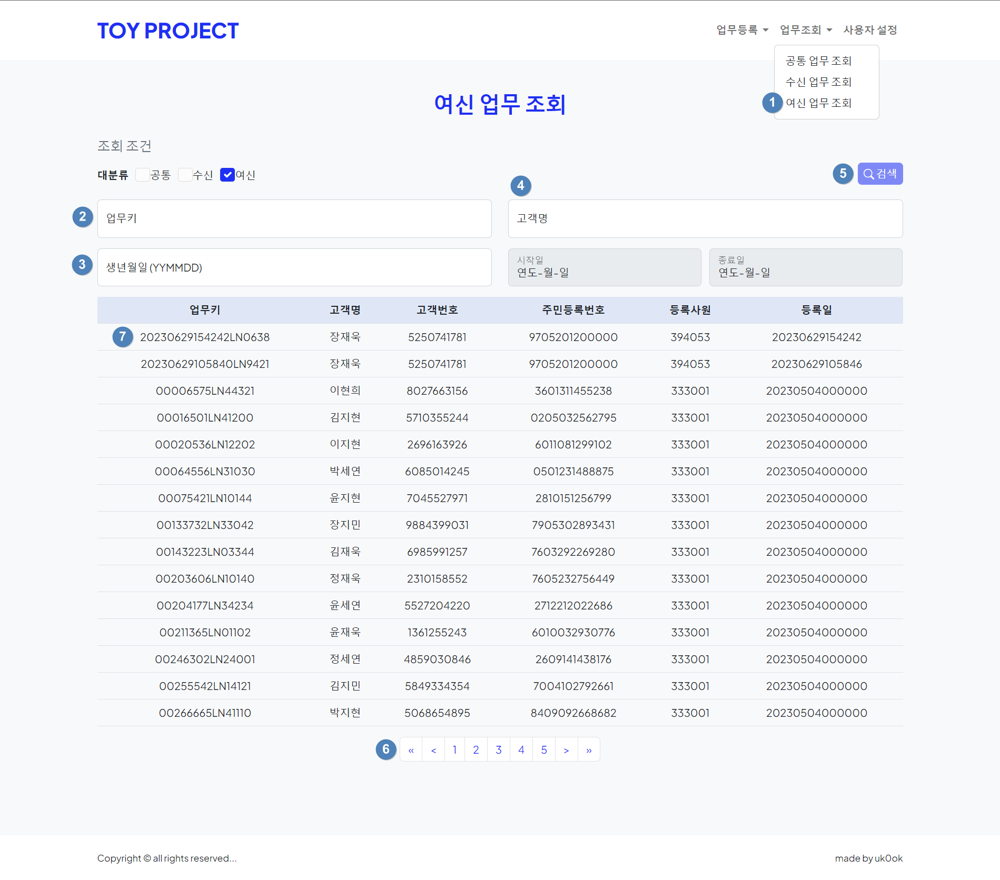 TOY PROJECT
업무등록 업무조회 사용자 설정
공통 업무 조회
수신 업무 조회
1 여신 업무 조회
여신 업무 조회
조회 조건
대분류 공통 수신 여신
5 검색
4
2 업무키
고객명
3 생년월일 (YYMMDD)
시작일 종료일
연도-월-일 연도-월-일
업무키 고객명 고객번호 주민등록번호 등록사원 등록일
7 20230629154242LN0638 장재욱 5250741781 9705201200000 394053 20230629154242
20230629105840LN9421 장재욱 5250741781 9705201200000 394053 20230629105846
00006575LN44321 이현희 8027663156 3601311455238 333001 20230504000000
00016501LN41200 김지현 5710355244 0205032562795 333001 20230504000000
00020536LN12202 이지현 2696163926 6011081299102 333001 20230504000000
00064556LN31030 박세연 6085014245 0501231488875 333001 20230504000000
00075421LN10144 윤지현 7045527971 2810151256799 333001 20230504000000
00133732LN33042 장지민 9884399031 7905302893431 333001 20230504000000
00143223LN03344 김재욱 6985991257 7603292269280 333001 20230504000000
00203606LN10140 정재욱 2310158552 7605232756449 333001 20230504000000
00204177LN34234 윤세연 5527204220 2712212022686 333001 20230504000000
00211365LN01102 윤재욱 1361255243 6010032930776 333001 20230504000000
00246302LN24001 정세연 4859030846 2609141438176 333001 20230504000000
00255542LN14121 김지민 5849334354 7004102792661 333001 20230504000000
00266665LN41110 박지현 5068654895 8409092668682 333001 20230504000000
6 « < 1 2 3 4 5 > »
Copyright © all rights reserved...
made by uk0ok